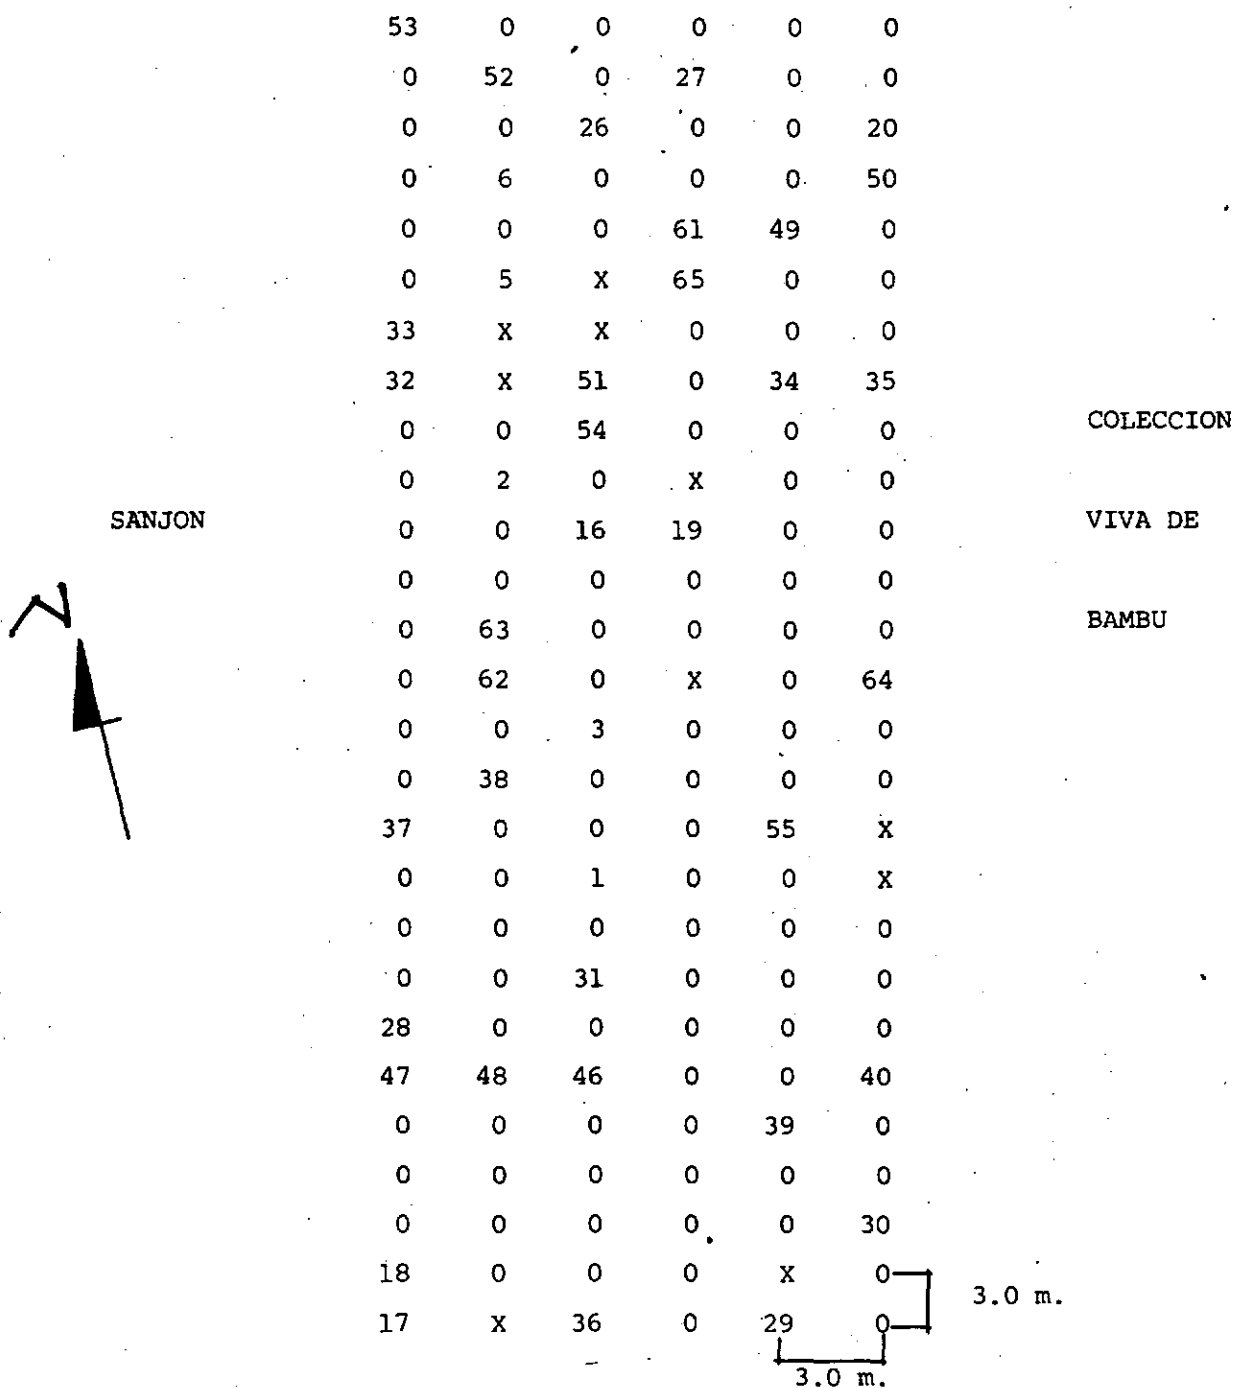 53 0 0 0 0 0
0 52 0 27 0 0
0 0 26 0 0 20
0 6 0 0 0 50
0 0 0 61 49 0
0 5 X 65 0 0
33 X X 0 0 0
32 X 51 0 34 35
0 0 54 0 0 0
COLECCION
0 2 0 X 0 0
SANJON
0 0 16 19 0 0
VIVA DE
0 0 0 0 0 0
N
0 63 0 0 0 0
BAMBU
0 62 0 X 0 64
0 0 3 0 0 0
0 38 0 0 0 0
37 0 0 0 55 X
0 0 1 0 0 X
0 0 0 0 0 0
0 0 31 0 0 0
28 0 0 0 0 0
47 48 46 0 0 40
0 0 0 0 39 0
0 0 0 0 0 0
0 0 0 0 0 30
18 0 0 0 X 0
3.0 m.
17 X 36 0 29 0
3.0 m.